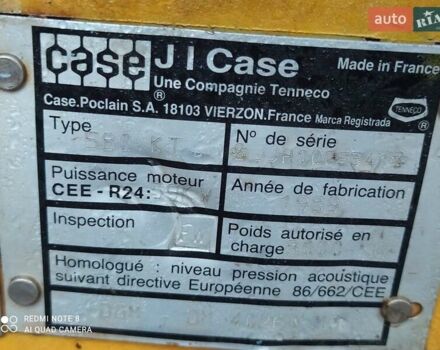 auto RIA
case J I Case Made in France
®
Une Compagnie Tenneco
Case.Poclain S.A. 18103 VIERZON.France Marca Registrada
TENNECO
®
Type
N° de série
Puissance moteur
CEE - R24:
Année de fabrication
Inspection
Poids autorisé en
charge
Homologué : niveau pression acoustique
suivant directive Européenne 86/662/CEE
REDMI NOTE 8
AI QUAD CAMERA